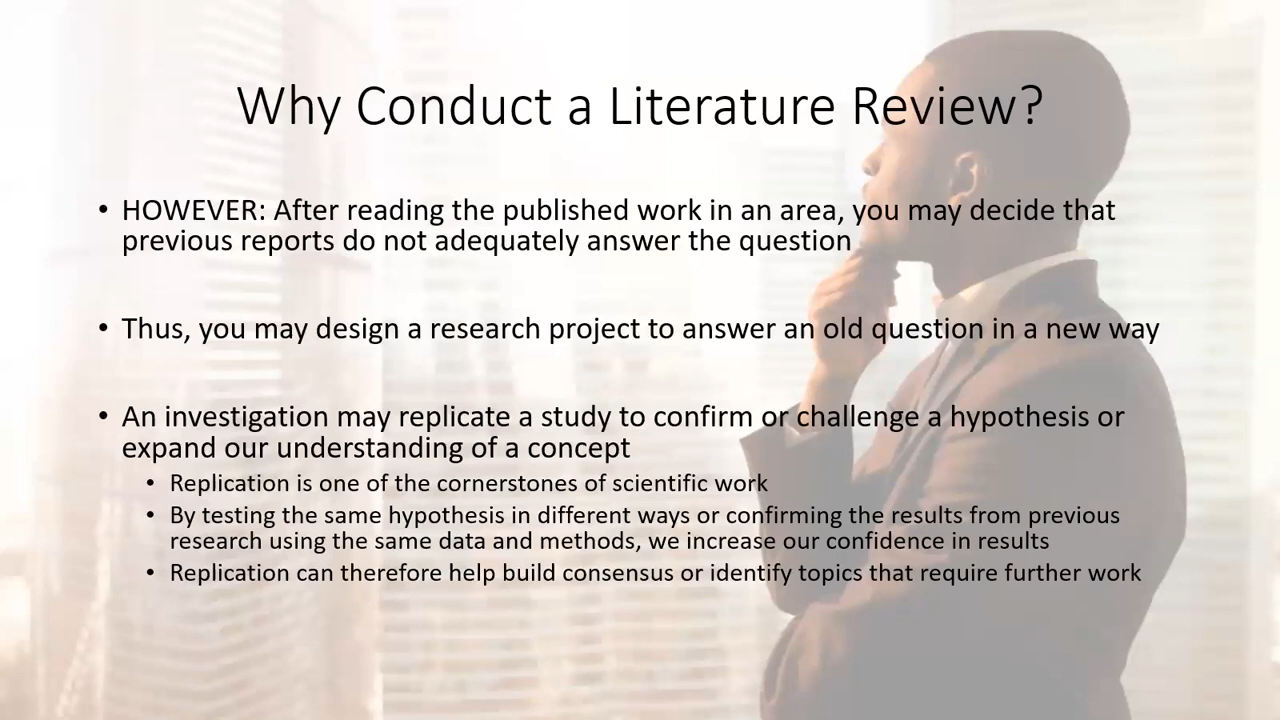 Why Conduct a Literature Review?
• HOWEVER: After reading the published work in an area, you may decide that
previous reports do not adequately answer the question
• Thus, you may design a research project to answer an old question in a new way
• An investigation may replicate a study to confirm or challenge a hypothesis or
expand our understanding of a concept
• Replication is one of the cornerstones of scientific work
• By testing the same hypothesis in different ways or confirming the results from previous
research using the same data and methods, we increase our confidence in results
• Replication can therefore help build consensus or identify topics that require further work